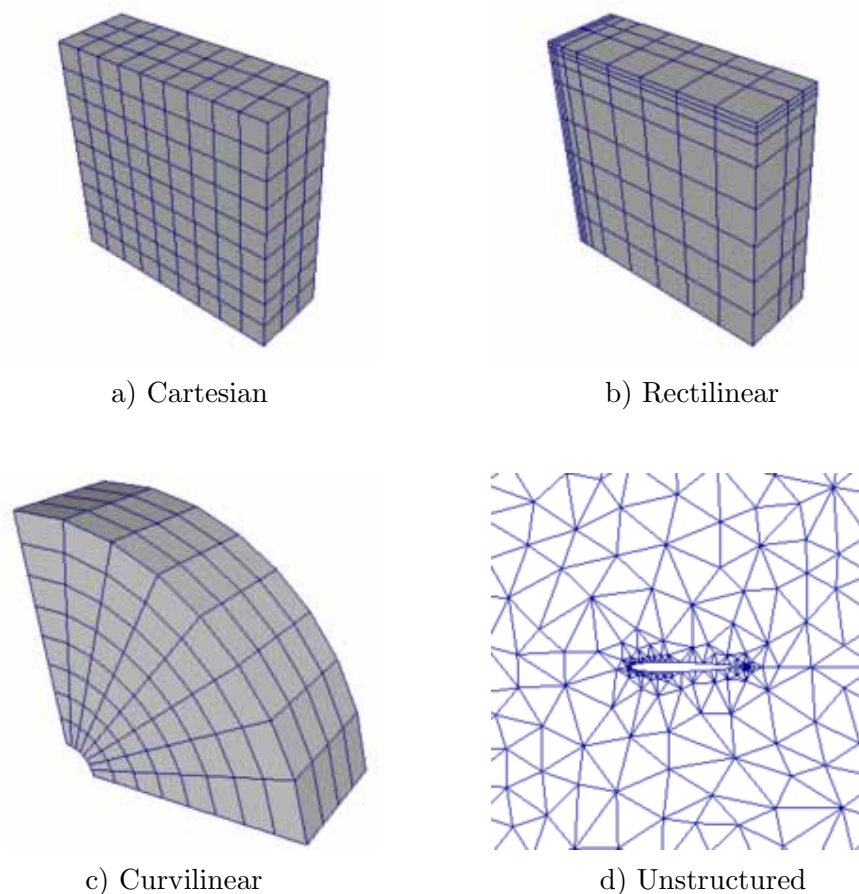 a) Cartesian
b) Rectilinear
c) Curvilinear
d) Unstructured